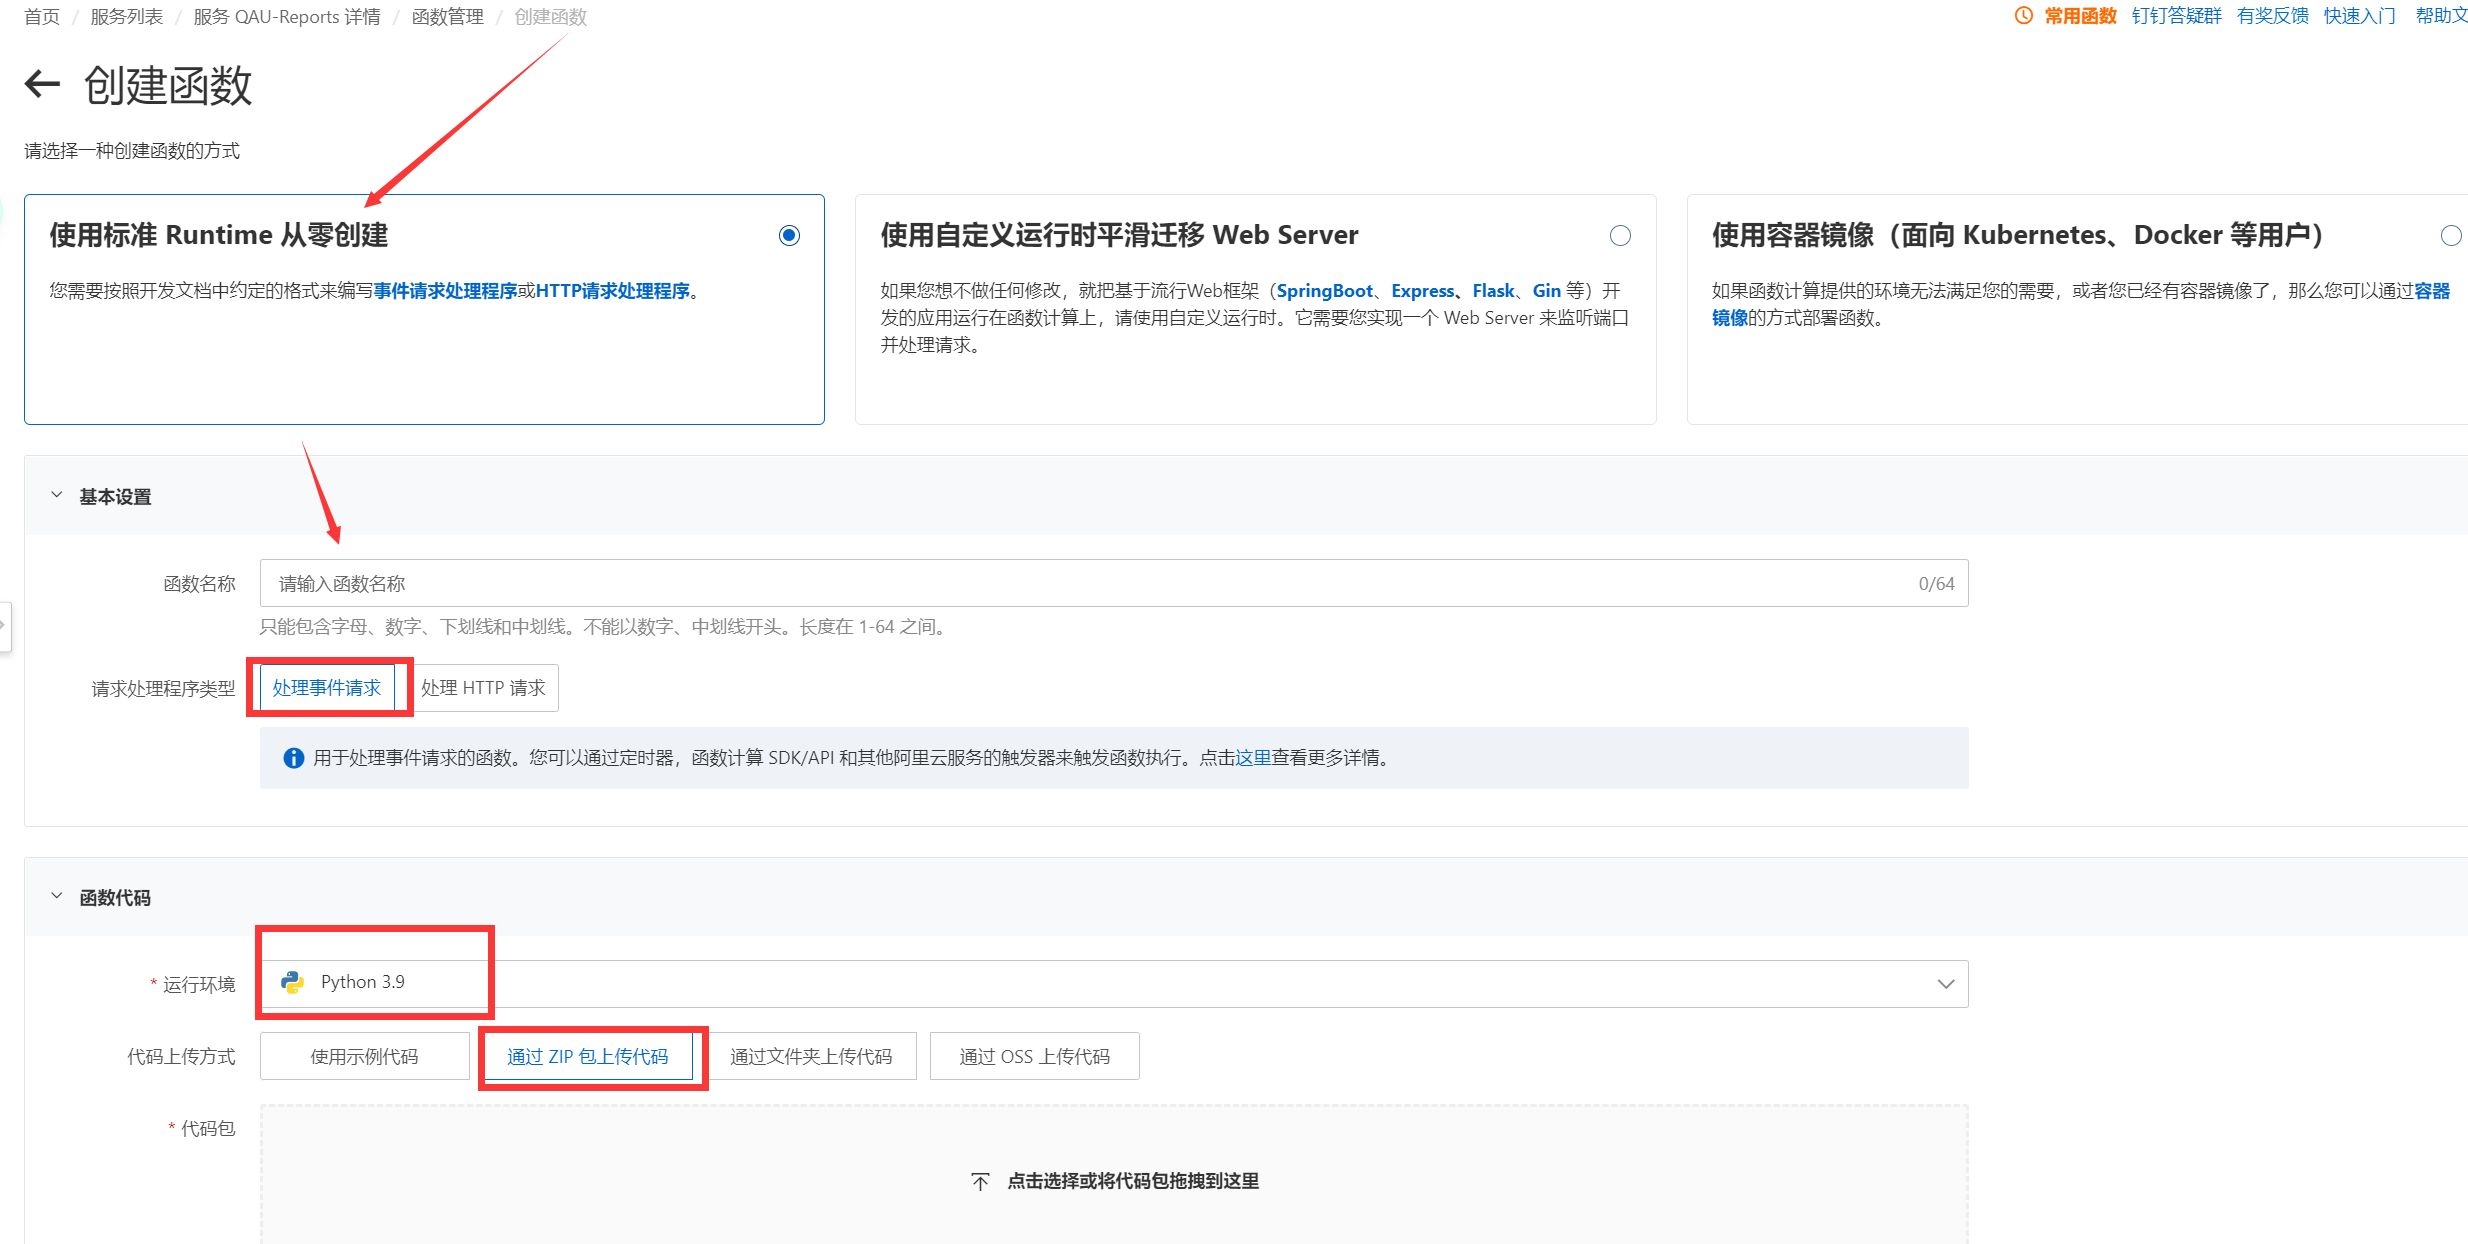 首页 / 服务列表 / 服务 QAU-Reports 详情 / 函数管理 / 创建函数
常用函数 钉钉答疑群 有奖反馈 快速入门 帮助文
创建函数
请选择一种创建函数的方式
使用标准 Runtime 从零创建
您需要按照开发文档中约定的格式来编写事件请求处理程序或HTTP请求处理程序。
使用自定义运行时平滑迁移 Web Server
如果您想不做任何修改，就把基于流行Web框架（SpringBoot、Express、Flask、Gin 等）开
发的应用运行在函数计算上，请使用自定义运行时。它需要您实现一个 Web Server 来监听端口
并处理请求。
使用容器镜像（面向 Kubernetes、Docker 等用户）
如果函数计算提供的环境无法满足您的需要，或者您已经有容器镜像了，那么您可以通过容器
镜像的方式部署函数。
基本设置
函数名称
请输入函数名称
0/64
只能包含字母、数字、下划线和中划线。不能以数字、中划线开头。长度在 1-64 之间。
请求处理程序类型
处理事件请求
处理 HTTP 请求
用于处理事件请求的函数。您可以通过定时器，函数计算 SDK/API 和其他阿里云服务的触发器来触发函数执行。点击这里查看更多详情。
函数代码
* 运行环境
Python 3.9
代码上传方式
使用示例代码
通过 ZIP 包上传代码
通过文件夹上传代码
通过 OSS 上传代码
* 代码包
点击选择或将代码包拖拽到这里